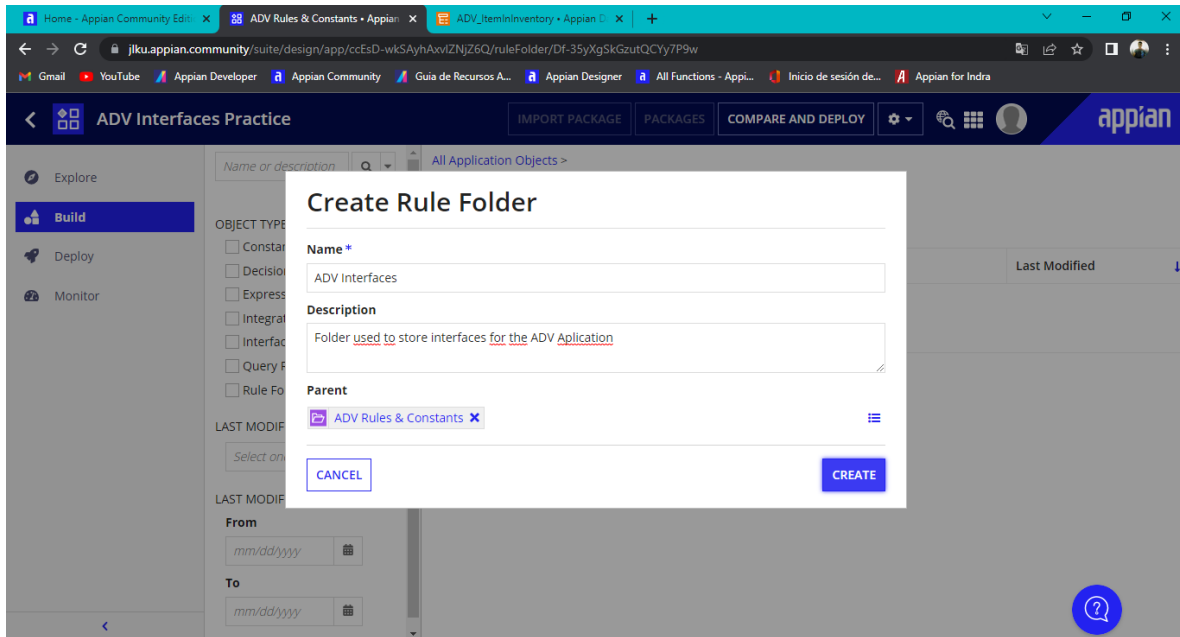 Home - Appian Community Editi
ADV Rules & Constants • Appian
ADV_ItemInInventory • Appian D
jlku.appian.community/suite/design/app/ccEsD-wkSAyhAxvlZNjZ6Q/ruleFolder/Df-35yXgSkGzutQCYy7P9w
Gmail YouTube Appian Developer Appian Community Guia de Recursos A... Appian Designer All Functions - Appi... Inicio de sesión de... Appian for Indra
ADV Interfaces Practice
IMPORT PACKAGE PACKAGES COMPARE AND DEPLOY
appian
Explore
Build
Deploy
Monitor
Name or description
OBJECT TYPE
Constan
Decision
Express
Integrat
Interfac
Query R
Rule Fo
LAST MODIF
Select one
LAST MODIF
From
mm/dd/yyyy
To
mm/dd/yyyy
All Application Objects >
Last Modified
Create Rule Folder
Name *
ADV Interfaces
Description
Folder used to store interfaces for the ADV Aplication
Parent
ADV Rules & Constants
CANCEL CREATE